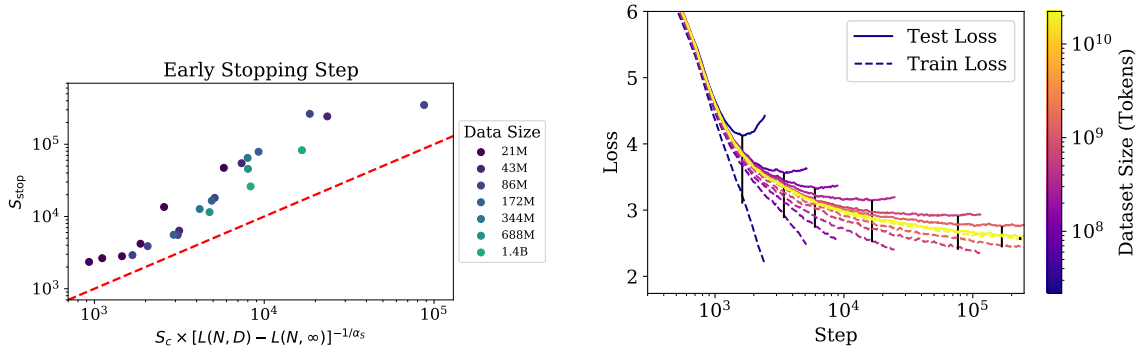 Early Stopping Step
S_stop
10^5
10^4
10^3
10^3
10^4
10^5
S_c × [L(N, D) − L(N, ∞)]^{−1/α_S}
Data Size
21M
43M
86M
172M
344M
688M
1.4B
Loss
6
5
4
3
2
10^3
10^4
10^5
Step
Test Loss
Train Loss
10^10
10^9
10^8
Dataset Size (Tokens)